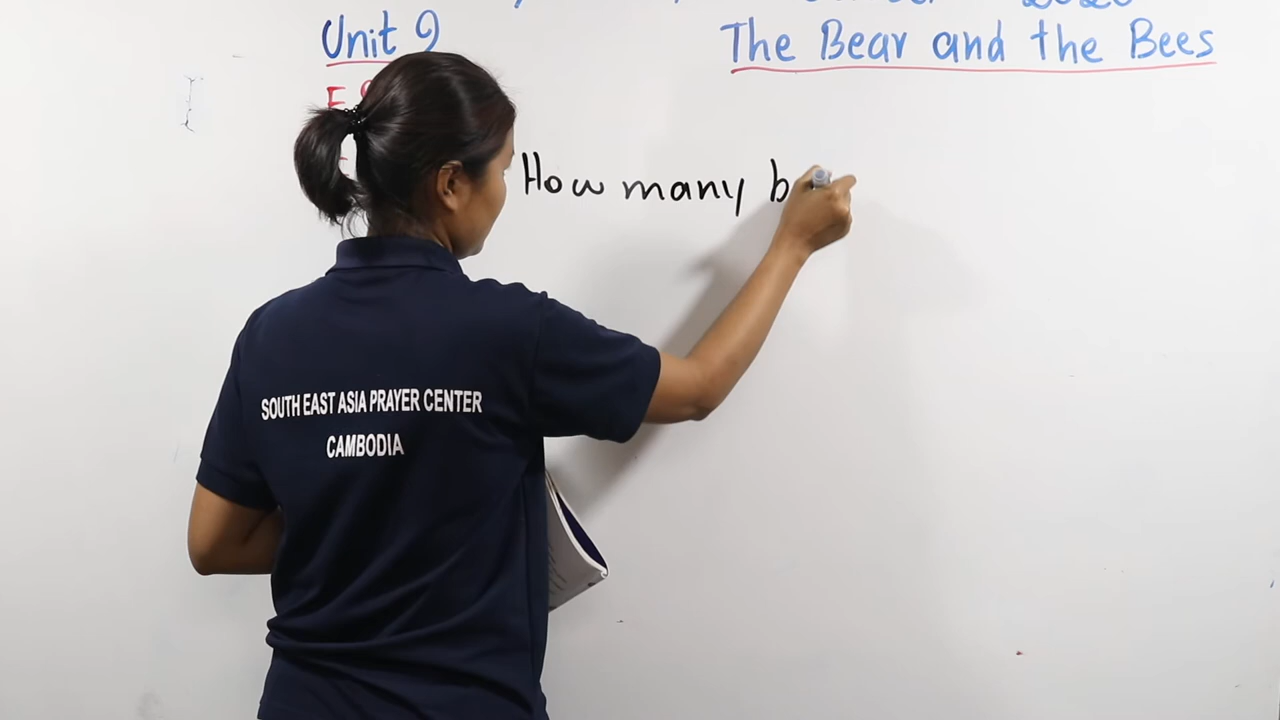 Unit 9
The Bear and the Bees
How many b
SOUTH EAST ASIA PRAYER CENTER
CAMBODIA